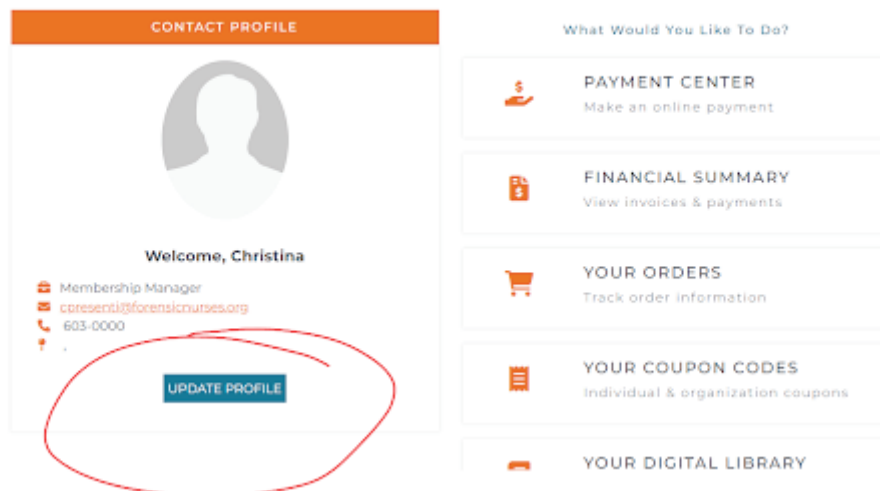 CONTACT PROFILE
Welcome, Christina
Membership Manager
cpresenti@forensicnurses.org
603-0000
.
UPDATE PROFILE
What Would You Like To Do?
PAYMENT CENTER
Make an online payment
FINANCIAL SUMMARY
View invoices & payments
YOUR ORDERS
Track order information
YOUR COUPON CODES
Individual & organization coupons
YOUR DIGITAL LIBRARY